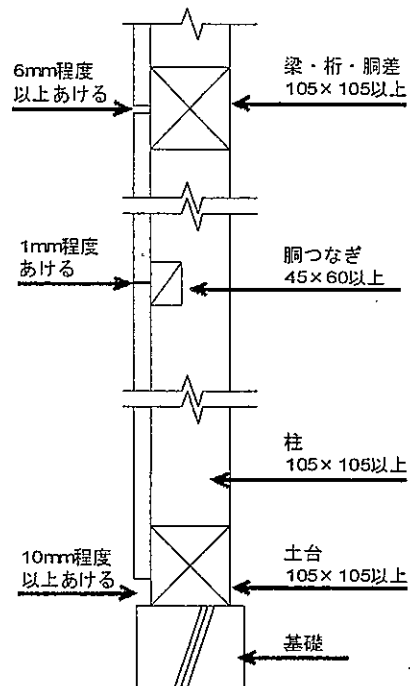 6mm程度
以上あける
梁・桁・胴差
105×105以上
1mm程度
あける
胴つなぎ
45×60以上
柱
105×105以上
10mm程度
以上あける
土台
105×105以上
基礎